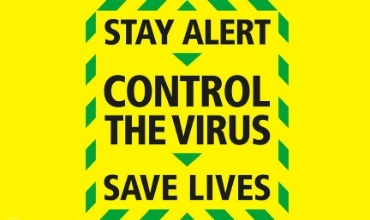 STAY ALERT
CONTROL
THE VIRUS
SAVE LIVES